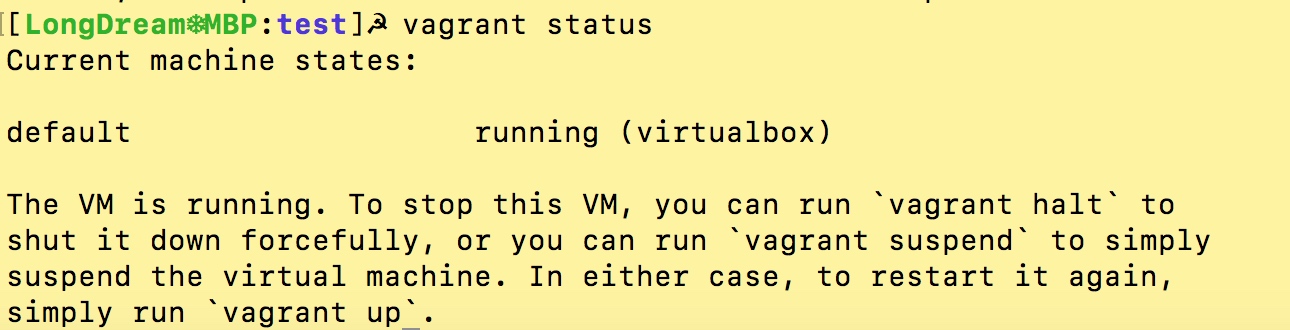 [[LongDream❄MBP:test]☭ vagrant status
Current machine states:
default                   running (virtualbox)
The VM is running. To stop this VM, you can run `vagrant halt` to
shut it down forcefully, or you can run `vagrant suspend` to simply
suspend the virtual machine. In either case, to restart it again,
simply run `vagrant up`.